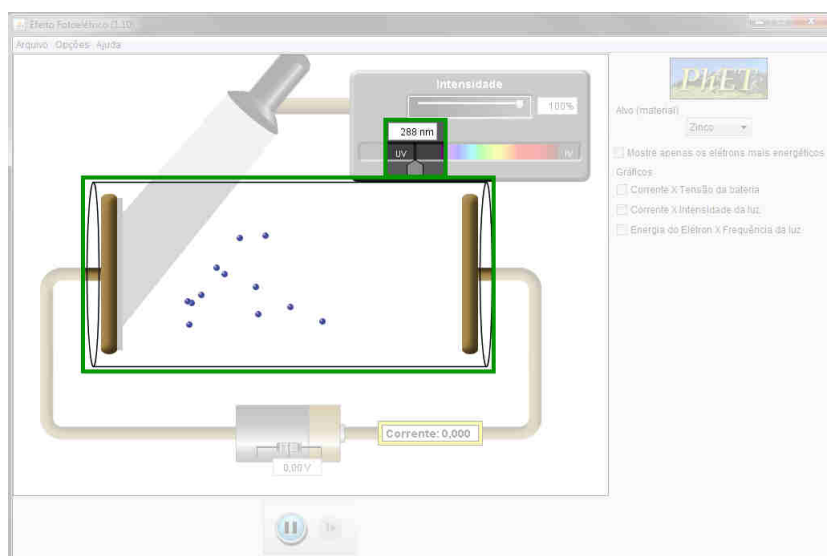 Efeito Fotoelétrico (1.10)
Arquivo Opções Ajuda
Intensidade
100%
288 nm
UV
IV
PhET
Alvo (material)
Zinco
Mostre apenas os elétrons mais energéticos
Gráficos
Corrente X Tensão da bateria
Corrente X Intensidade da luz
Energia do Elétron X Frequência da luz
Corrente: 0,000
0,00 V